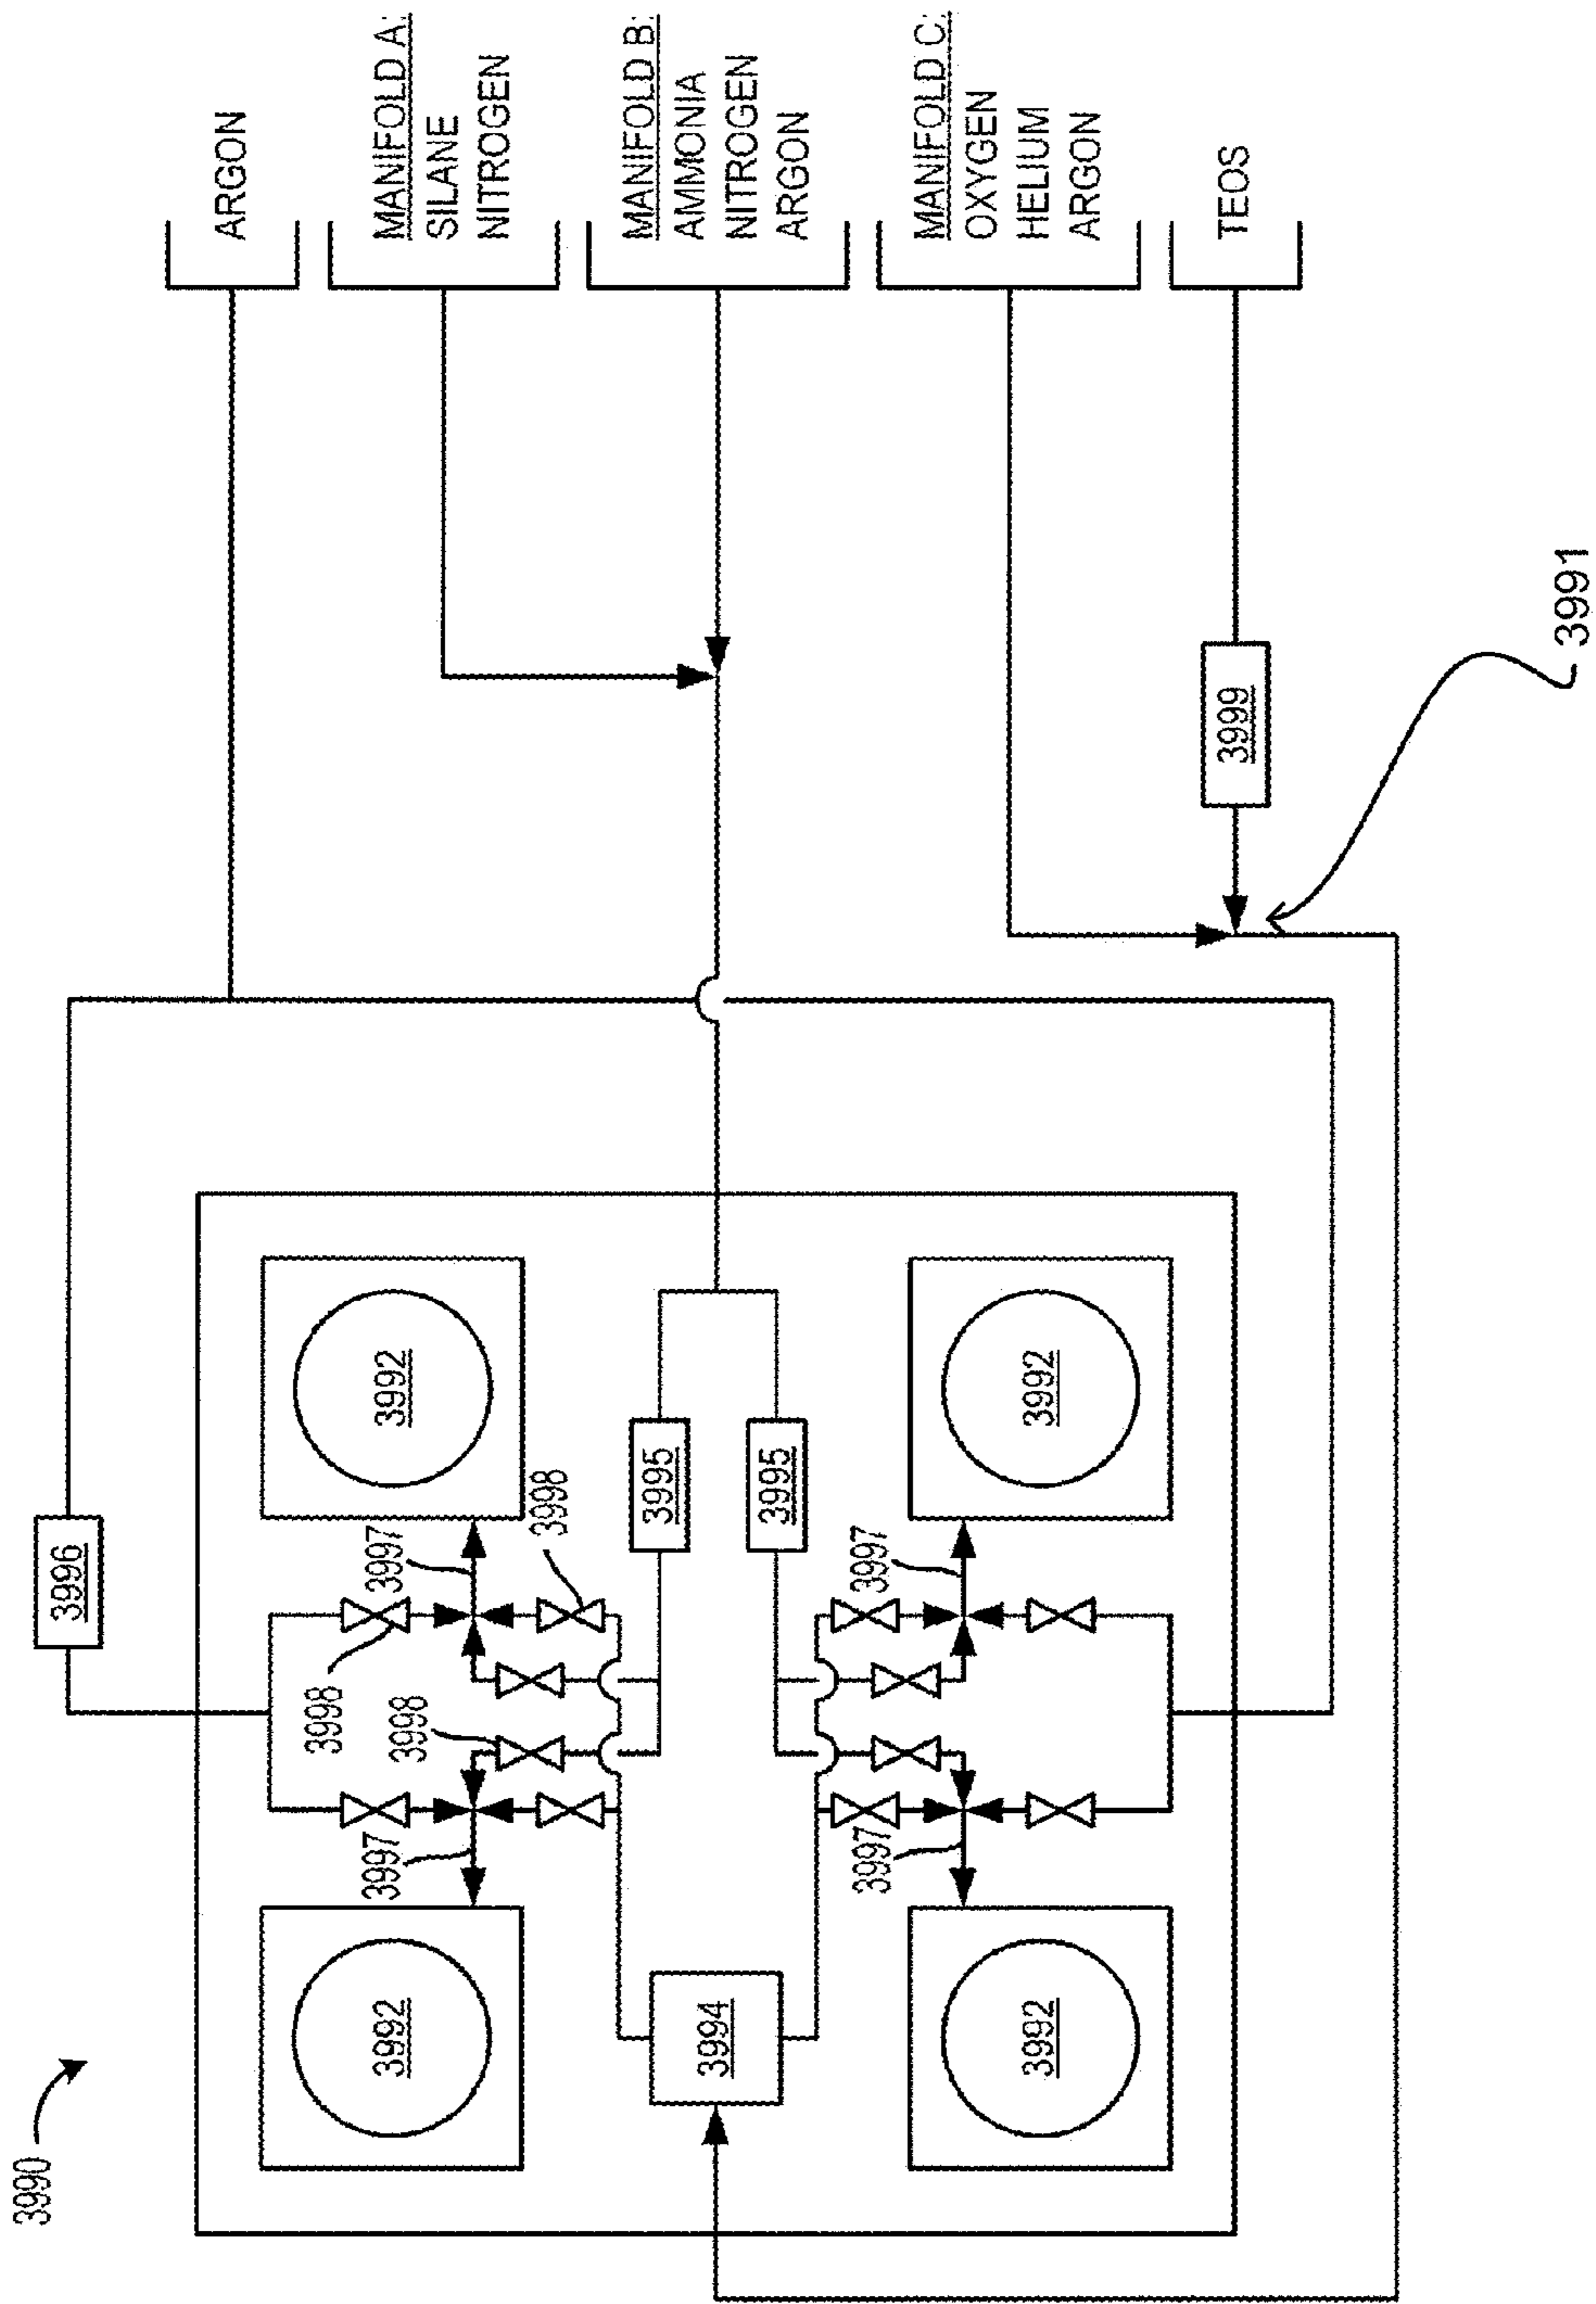 3990
ARGON
MANIFOLD A:
SILANE
NITROGEN
MANIFOLD B:
AMMONIA
NITROGEN
ARGON
MANIFOLD C:
OXYGEN
HELIUM
ARGON
TEOS
3996
3999
3991
3992
3992
3992
3992
3994
3995
3995
3997
3997
3997
3997
3998
3998
3998